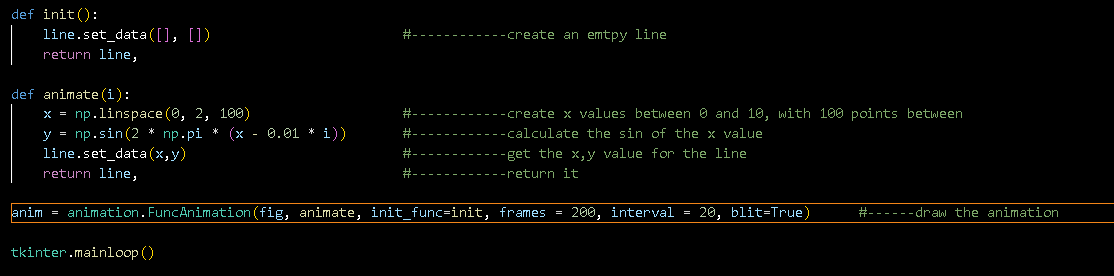 def init():
    line.set_data([], [])                        #------------create an emtpy line
    return line,
def animate(i):
    x = np.linspace(0, 2, 100)                   #------------create x values between 0 and 10, with 100 points between
    y = np.sin(2 * np.pi * (x - 0.01 * i))       #------------calculate the sin of the x value
    line.set_data(x,y)                           #------------get the x,y value for the line
    return line,                                 #------------return it
anim = animation.FuncAnimation(fig, animate, init_func=init, frames = 200, interval = 20, blit=True)      #------draw the animation
tkinter.mainloop()